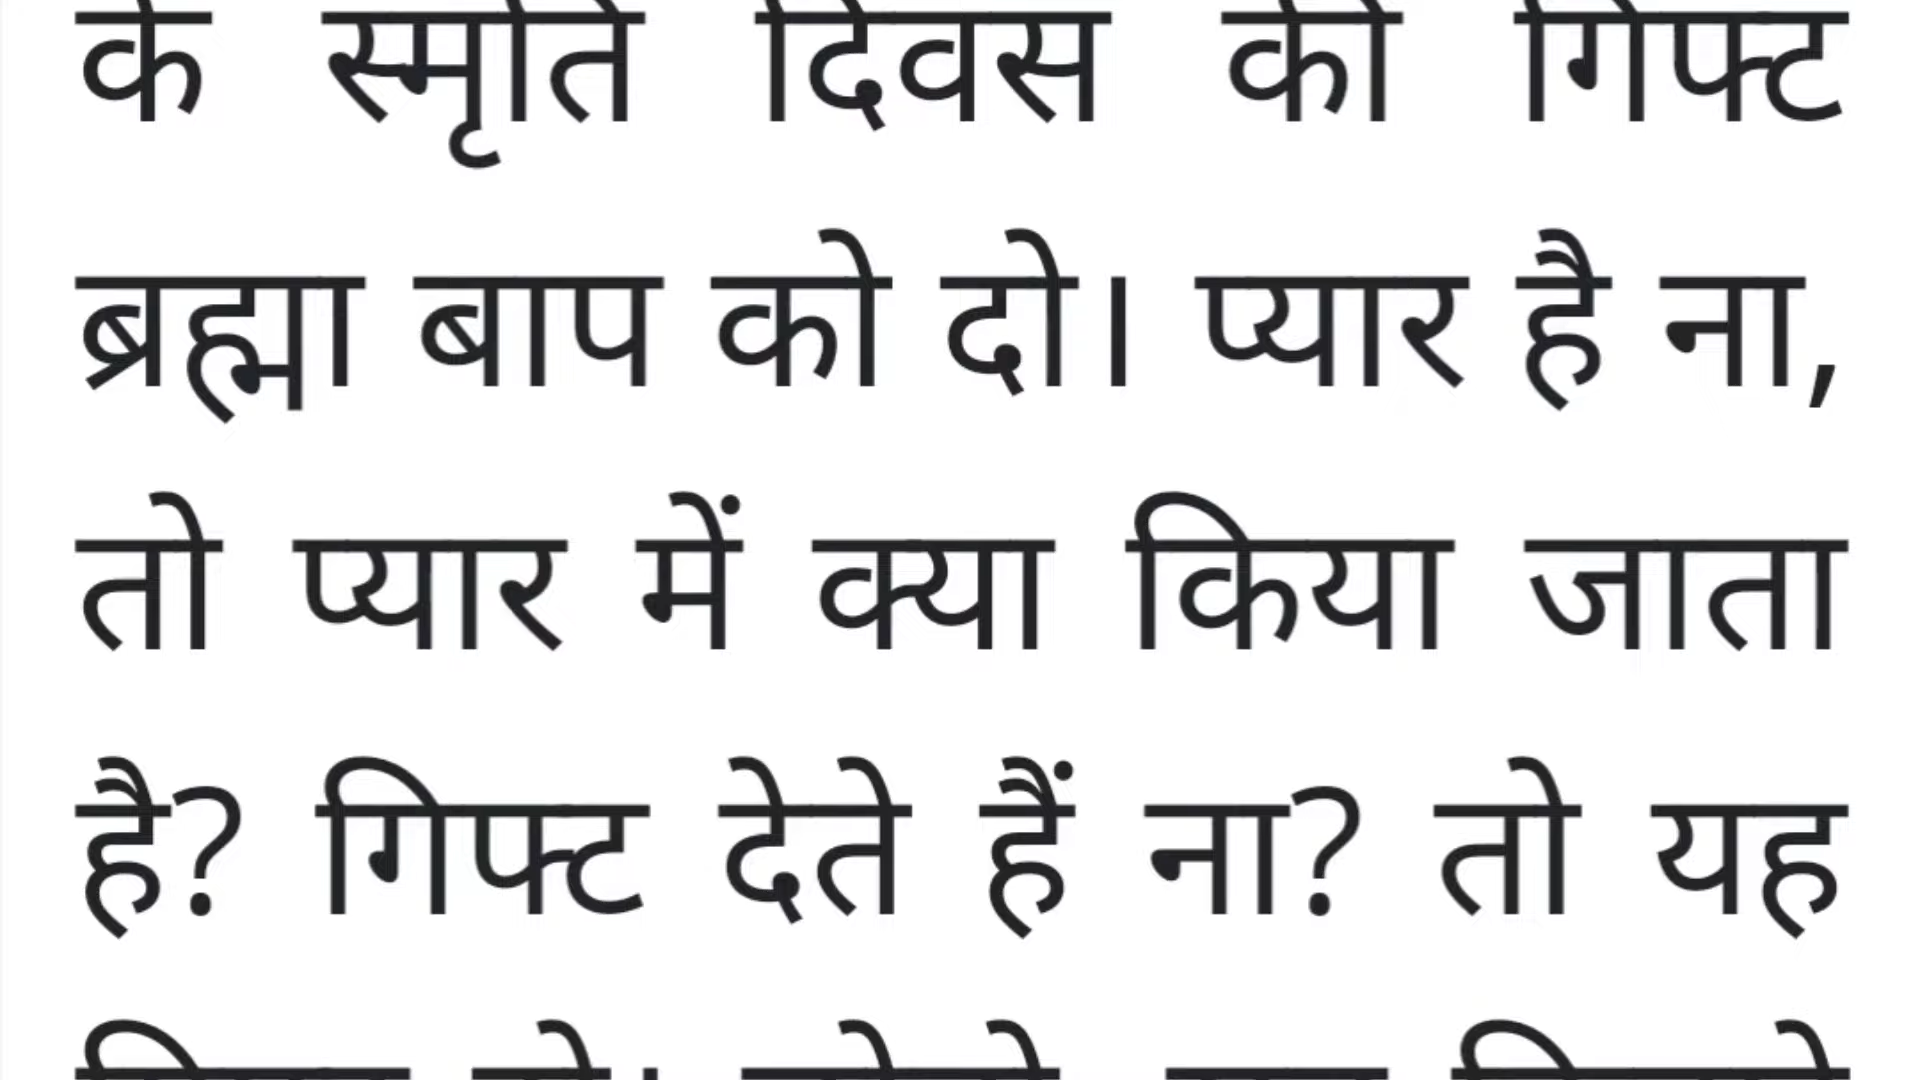 के स्मृति दिवस की गिफ्ट
ब्रह्मा बाप को दो। प्यार है ना,
तो प्यार में क्या किया जाता
है? गिफ्ट देते हैं ना? तो यह